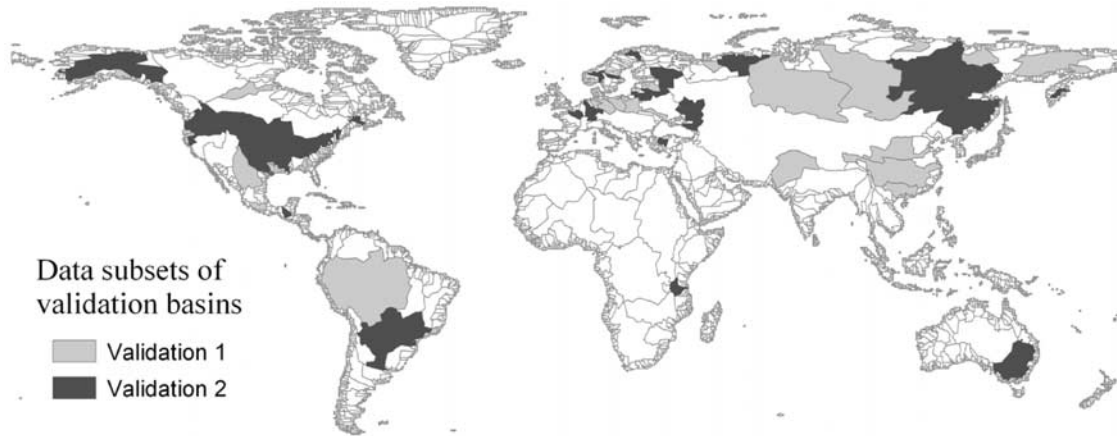 Data subsets of
validation basins
Validation 1
Validation 2